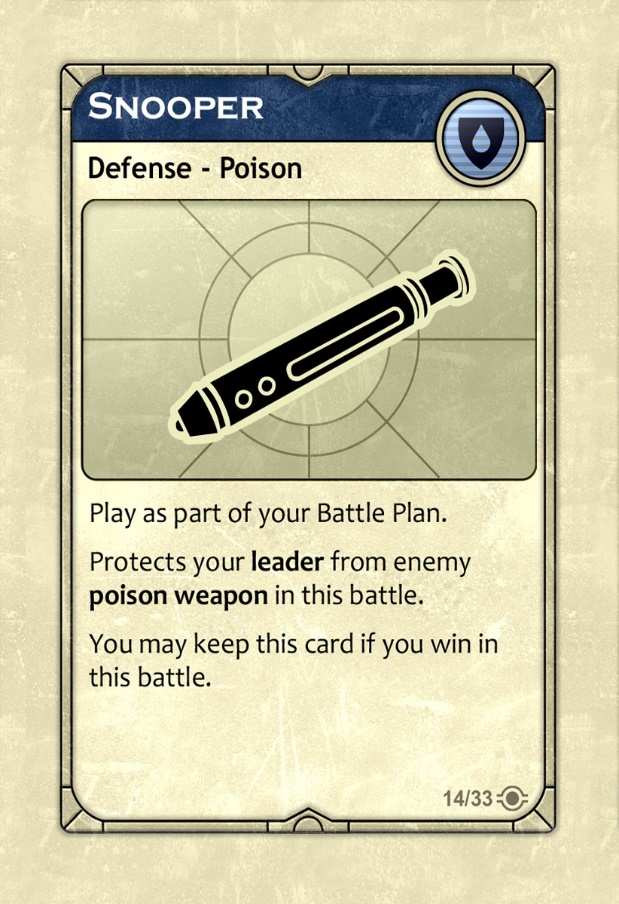 Snooper
Defense - Poison
Play as part of your Battle Plan.
Protects your leader from enemy
poison weapon in this battle.
You may keep this card if you win in
this battle.
14/33